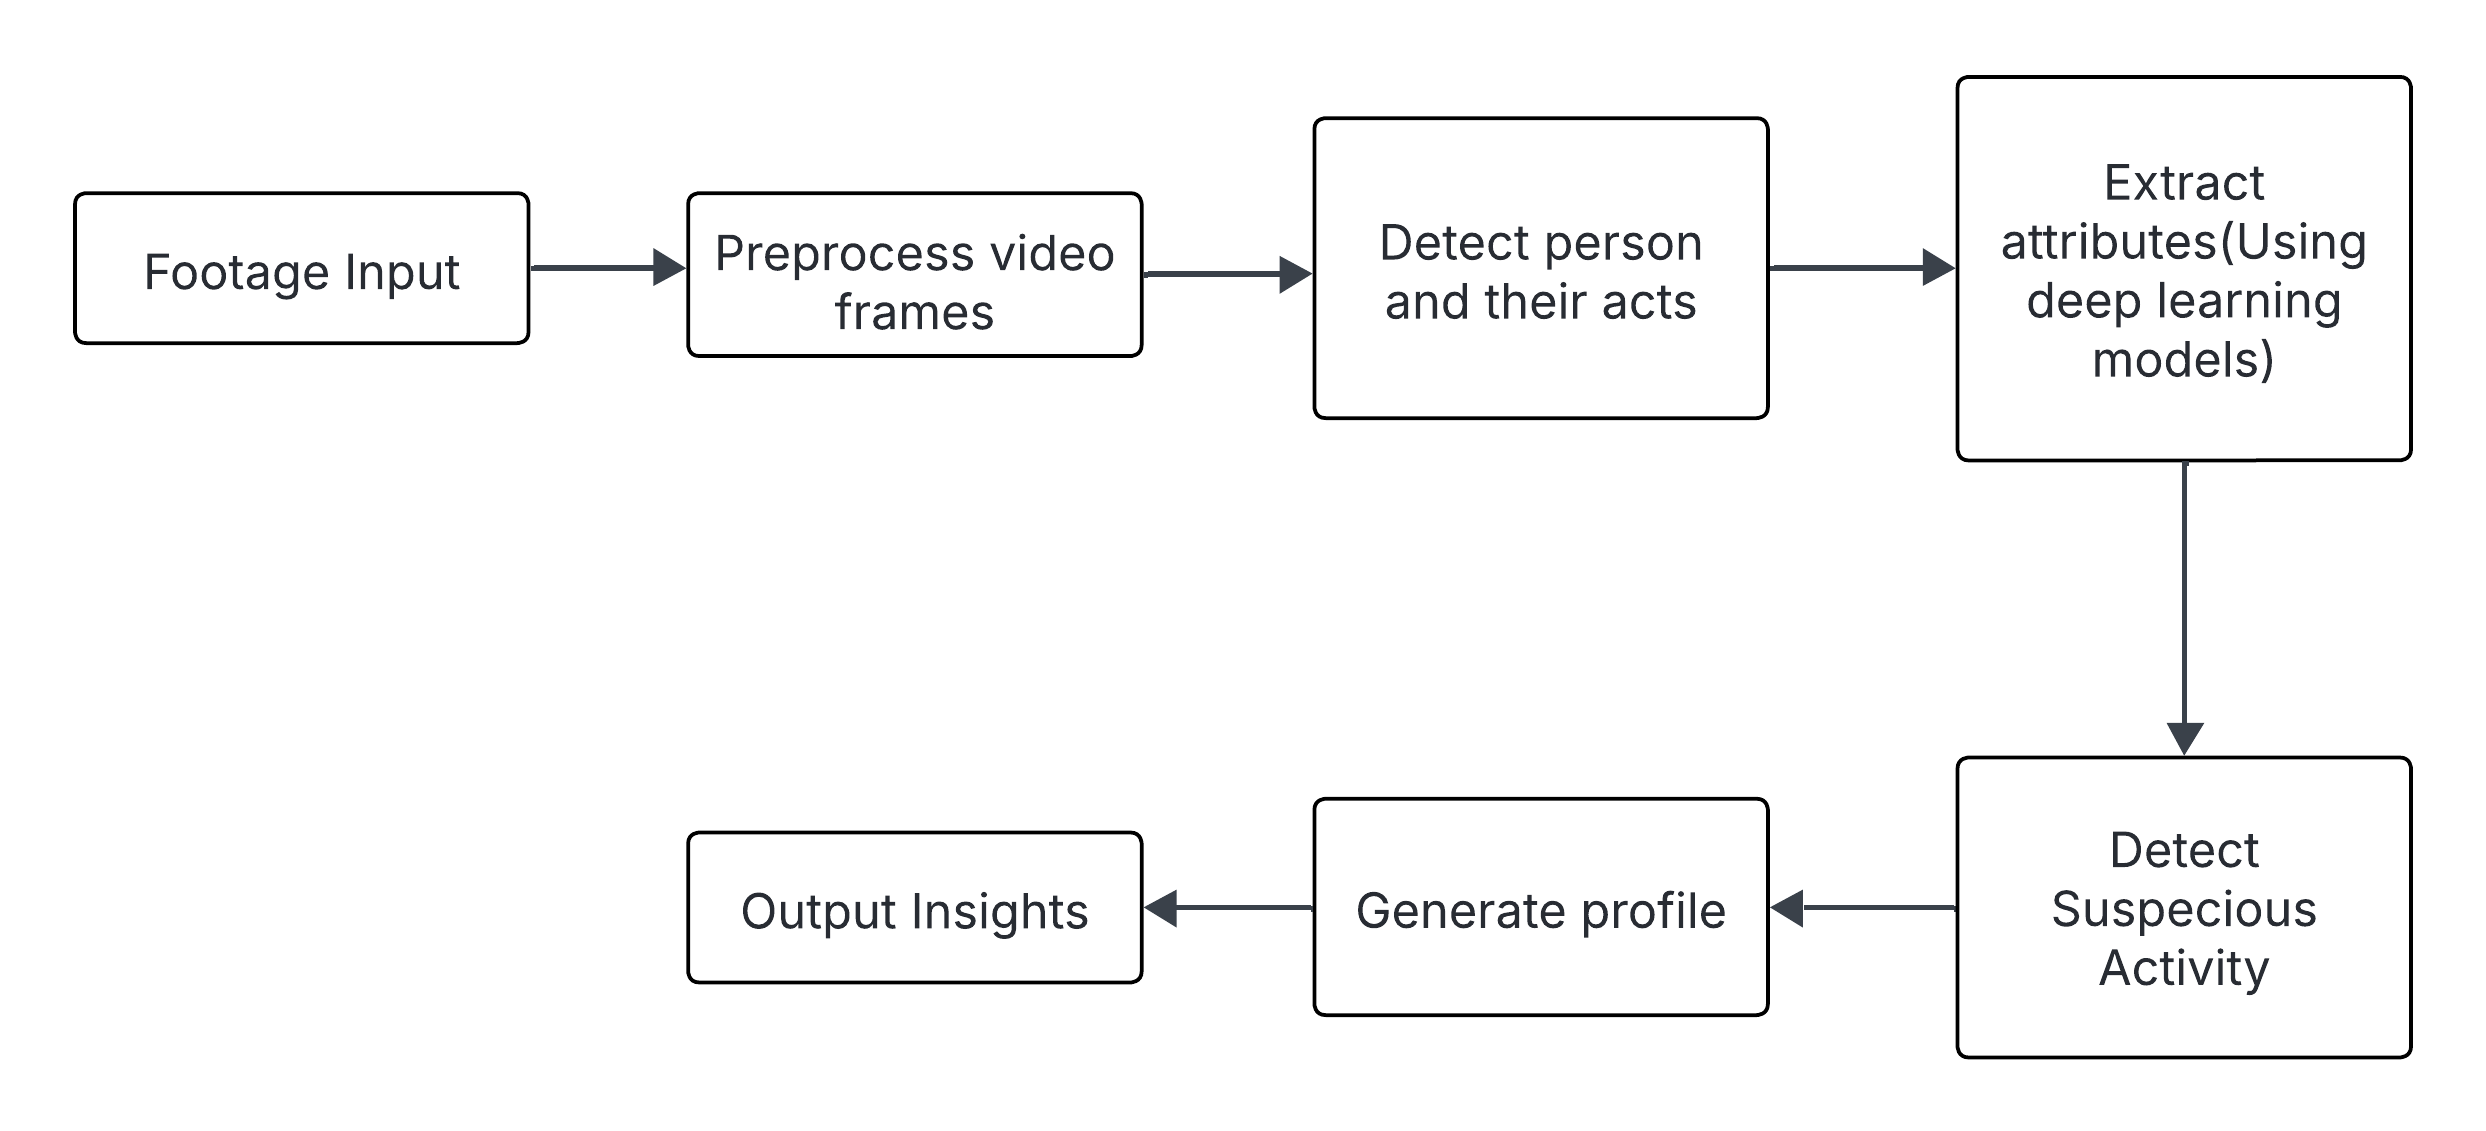 Footage Input
Preprocess video
frames
Detect person
and their acts
Extract
attributes(Using
deep learning
models)
Detect
Suspecious
Activity
Generate profile
Output Insights